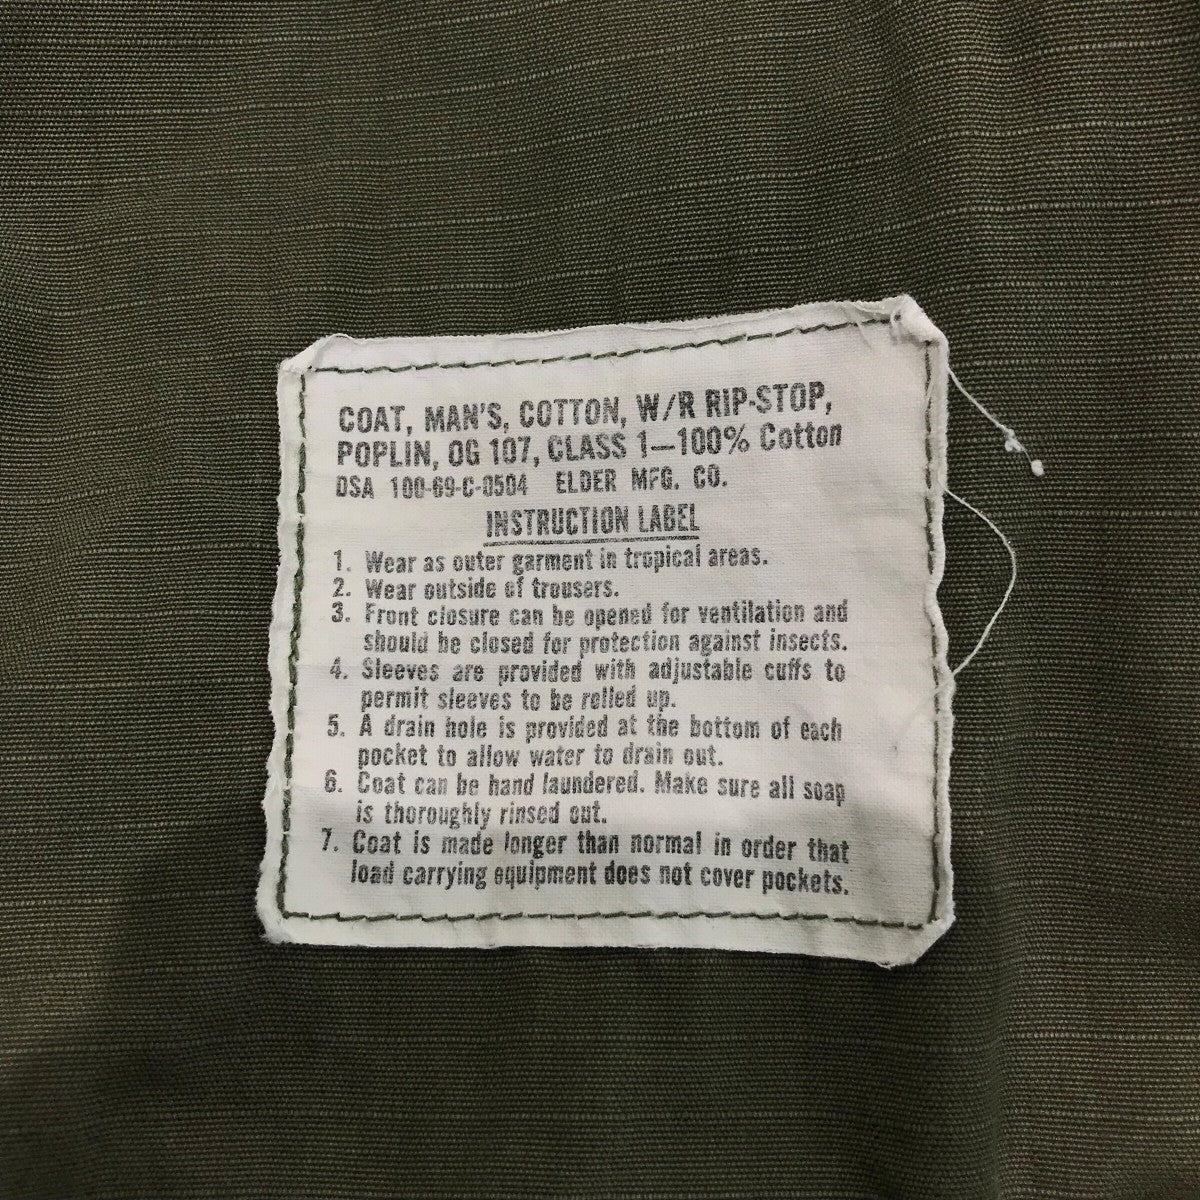 COAT, MAN'S, COTTON, W/R RIP-STOP,
POPLIN, OG 107, CLASS 1—100% Cotton
DSA 100-69-C-0504 ELDER MFG. CO.
INSTRUCTION LABEL
1. Wear as outer garment in tropical areas.
2. Wear outside of trousers.
3. Front closure can be opened for ventilation and
should be closed for protection against insects.
4. Sleeves are provided with adjustable cuffs to
permit sleeves to be rolled up.
5. A drain hole is provided at the bottom of each
pocket to allow water to drain out.
6. Coat can be hand laundered. Make sure all soap
is thoroughly rinsed out.
7. Coat is made longer than normal in order that
load carrying equipment does not cover pockets.